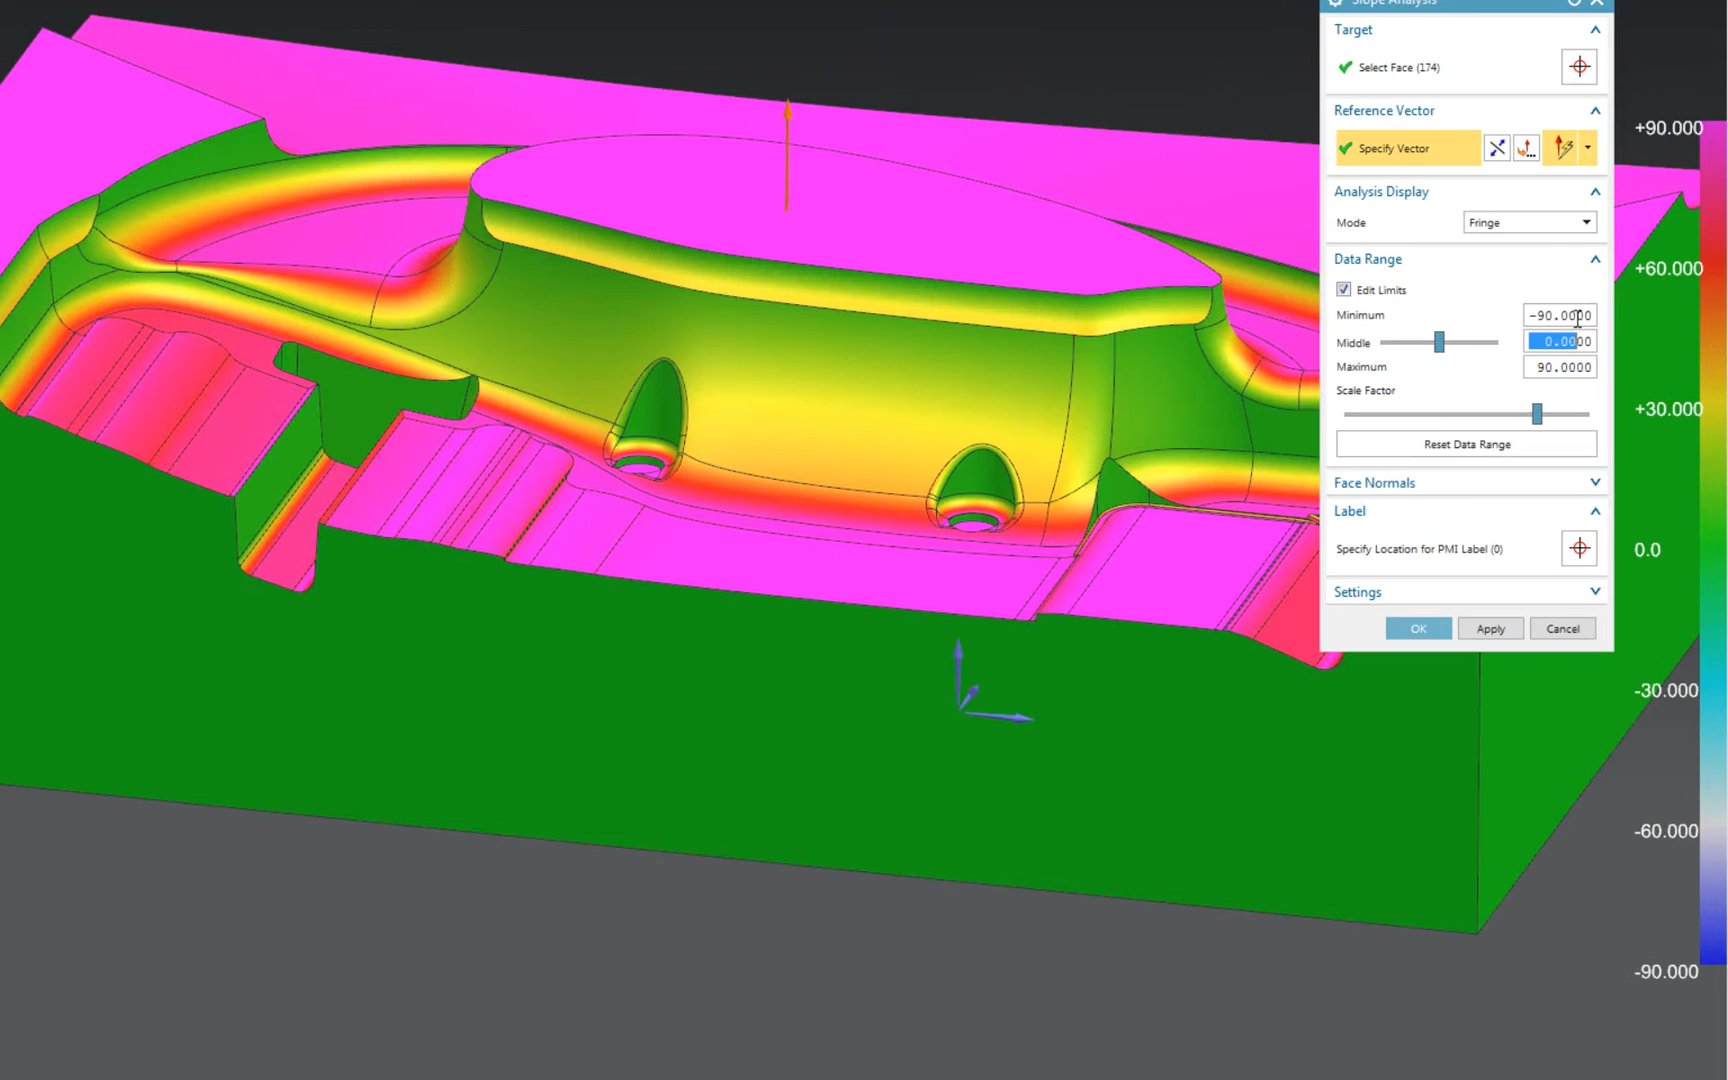 Slope Analysis
Target
Select Face (174)
Reference Vector
Specify Vector
Analysis Display
Mode
Fringe
Data Range
Edit Limits
Minimum
-90.0000
Middle
0.0000
Maximum
90.0000
Scale Factor
Reset Data Range
Face Normals
Label
Specify Location for PMI Label (0)
Settings
OK
Apply
Cancel
+90.000
+60.000
+30.000
0.0
-30.000
-60.000
-90.000